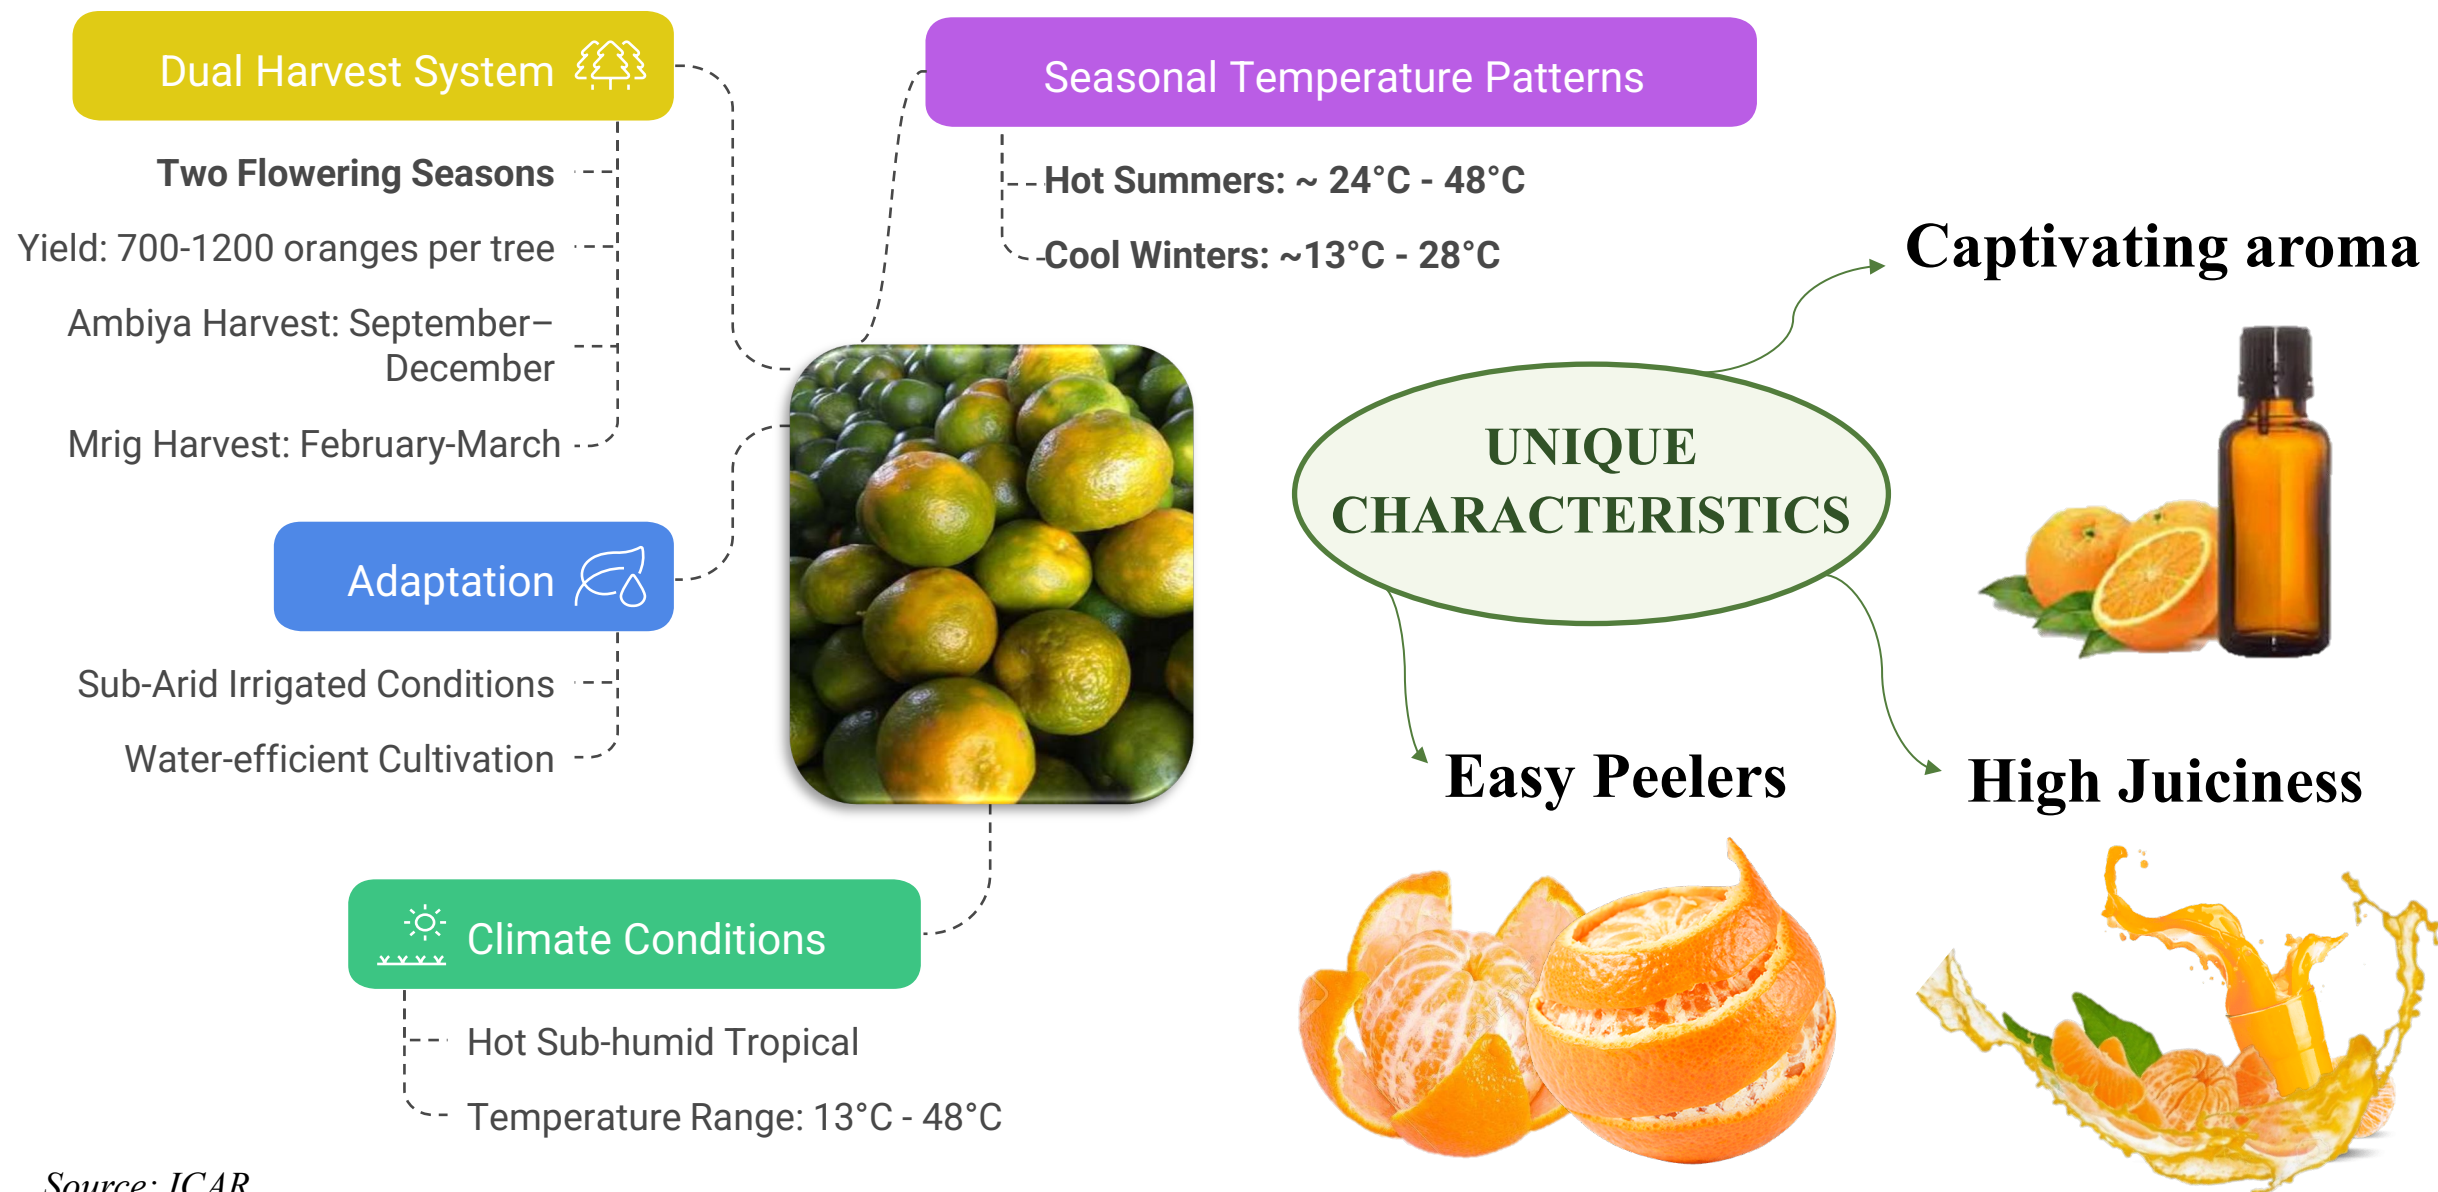 Dual Harvest System
Two Flowering Seasons
Yield: 700-1200 oranges per tree
Ambiya Harvest: September–
December
Mrig Harvest: February-March
Adaptation
Sub-Arid Irrigated Conditions
Water-efficient Cultivation
Climate Conditions
Hot Sub-humid Tropical
Temperature Range: 13°C - 48°C
Seasonal Temperature Patterns
Hot Summers: ~ 24°C - 48°C
Cool Winters: ~13°C - 28°C
UNIQUE
CHARACTERISTICS
Captivating aroma
Easy Peelers
High Juiciness
Source: ICAR